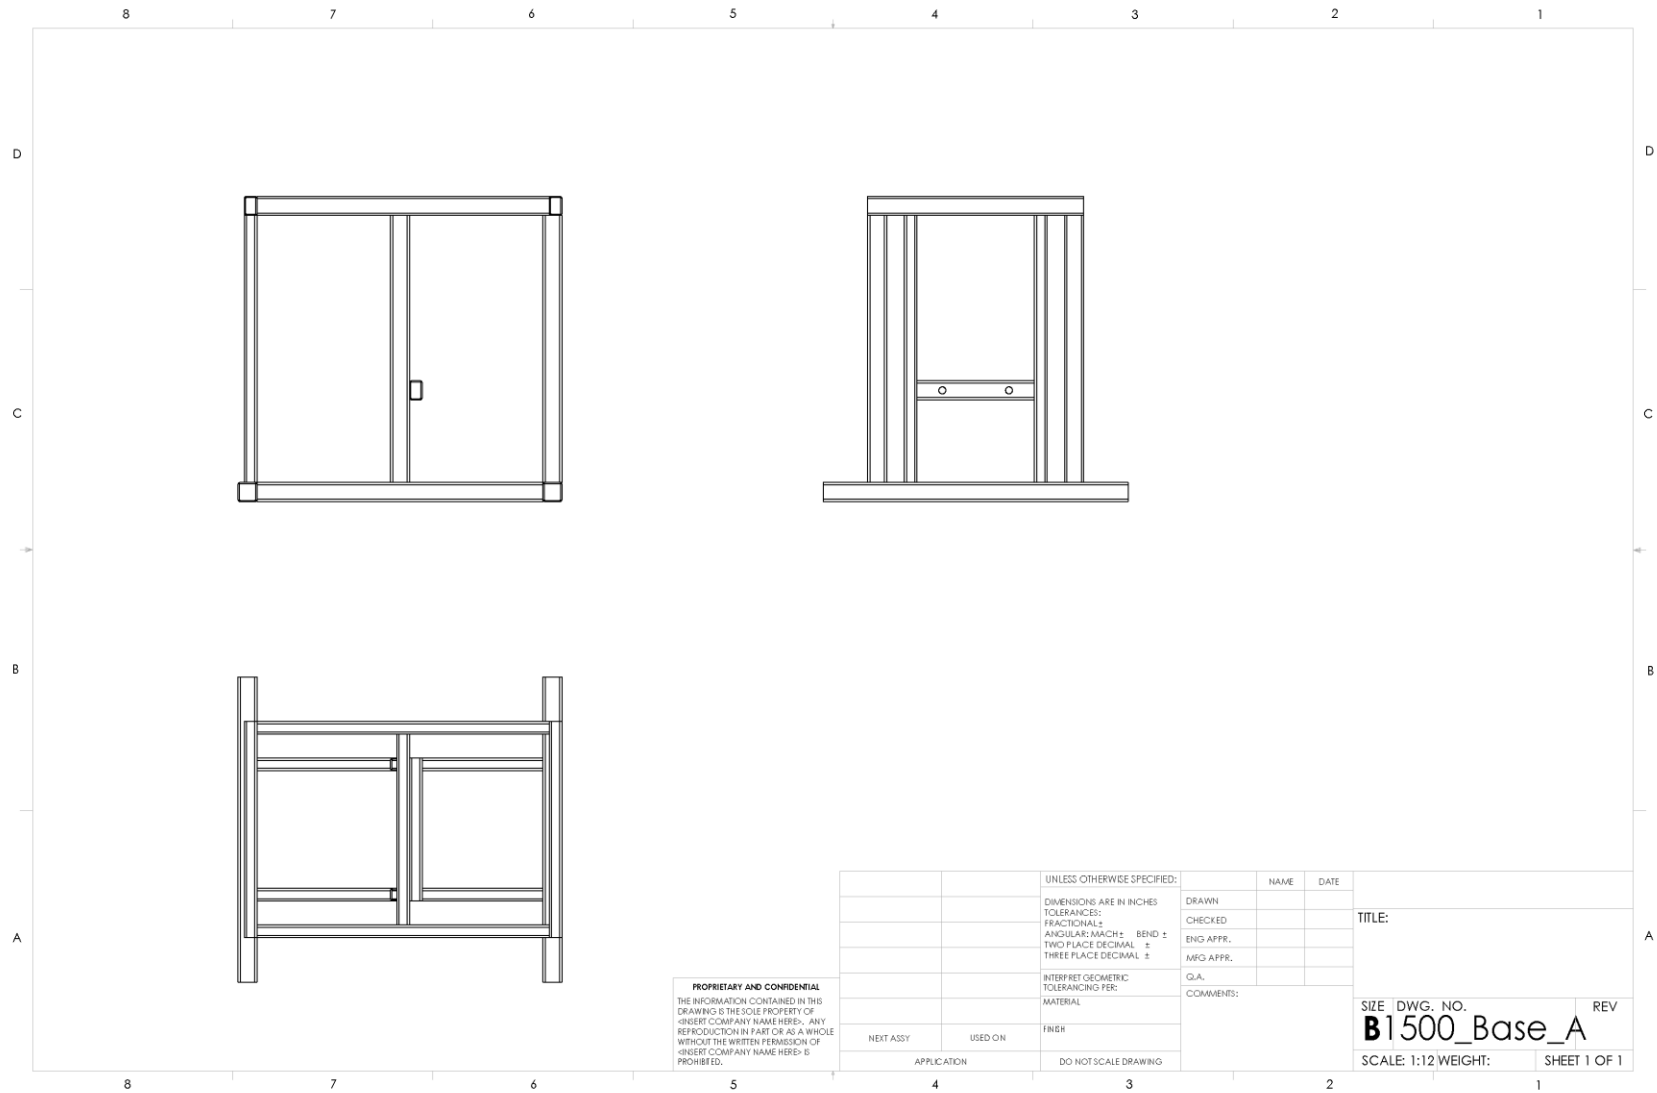 8 7 6 5 4 3 2 1
D D
C C
B B
A A
UNLESS OTHERWISE SPECIFIED:
DIMENSIONS ARE IN INCHES
TOLERANCES:
FRACTIONAL±
ANGULAR: MACH± BEND ±
TWO PLACE DECIMAL ±
THREE PLACE DECIMAL ±
INTERPRET GEOMETRIC
TOLERANCING PER:
MATERIAL
FINISH
DO NOT SCALE DRAWING
NAME DATE
DRAWN
CHECKED
ENG APPR.
MFG APPR.
Q.A.
COMMENTS:
TITLE:
SIZE DWG. NO. REV
B1500_Base_A
SCALE: 1:12 WEIGHT: SHEET 1 OF 1
PROPRIETARY AND CONFIDENTIAL
THE INFORMATION CONTAINED IN THIS
DRAWING IS THE SOLE PROPERTY OF
<INSERT COMPANY NAME HERE>. ANY
REPRODUCTION IN PART OR AS A WHOLE
WITHOUT THE WRITTEN PERMISSION OF
<INSERT COMPANY NAME HERE> IS
PROHIBITED.
NEXT ASSY USED ON
APPLICATION
8 7 6 5 4 3 2 1